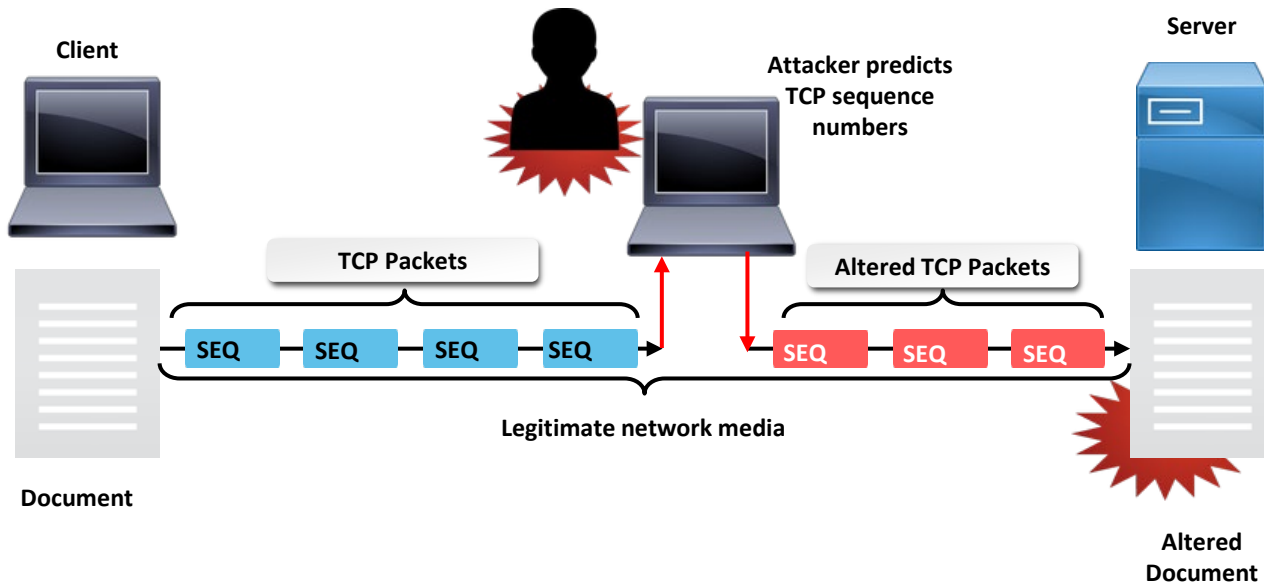 Client
Server
Attacker predicts
TCP sequence
numbers
TCP Packets
Altered TCP Packets
SEQ SEQ SEQ SEQ SEQ SEQ SEQ
Legitimate network media
Document
Altered
Document